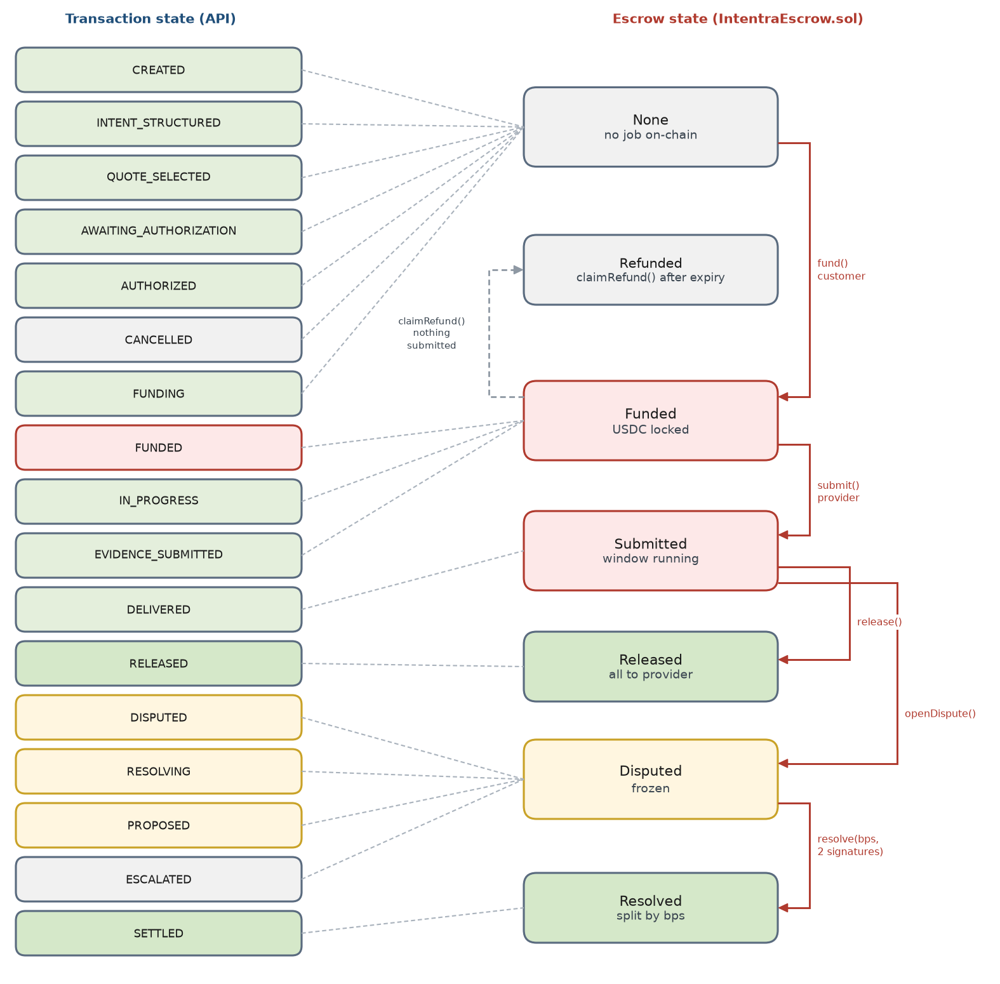 Transaction state (API)
Escrow state (IntentraEscrow.sol)
CREATED
INTENT_STRUCTURED
QUOTE_SELECTED
AWAITING_AUTHORIZATION
AUTHORIZED
CANCELLED
FUNDING
FUNDED
IN_PROGRESS
EVIDENCE_SUBMITTED
DELIVERED
RELEASED
DISPUTED
RESOLVING
PROPOSED
ESCALATED
SETTLED
None
no job on-chain
Refunded
claimRefund() after expiry
claimRefund()
nothing
submitted
Funded
USDC locked
Submitted
window running
Released
all to provider
Disputed
frozen
Resolved
split by bps
fund()
customer
submit()
provider
release()
openDispute()
resolve(bps,
2 signatures)